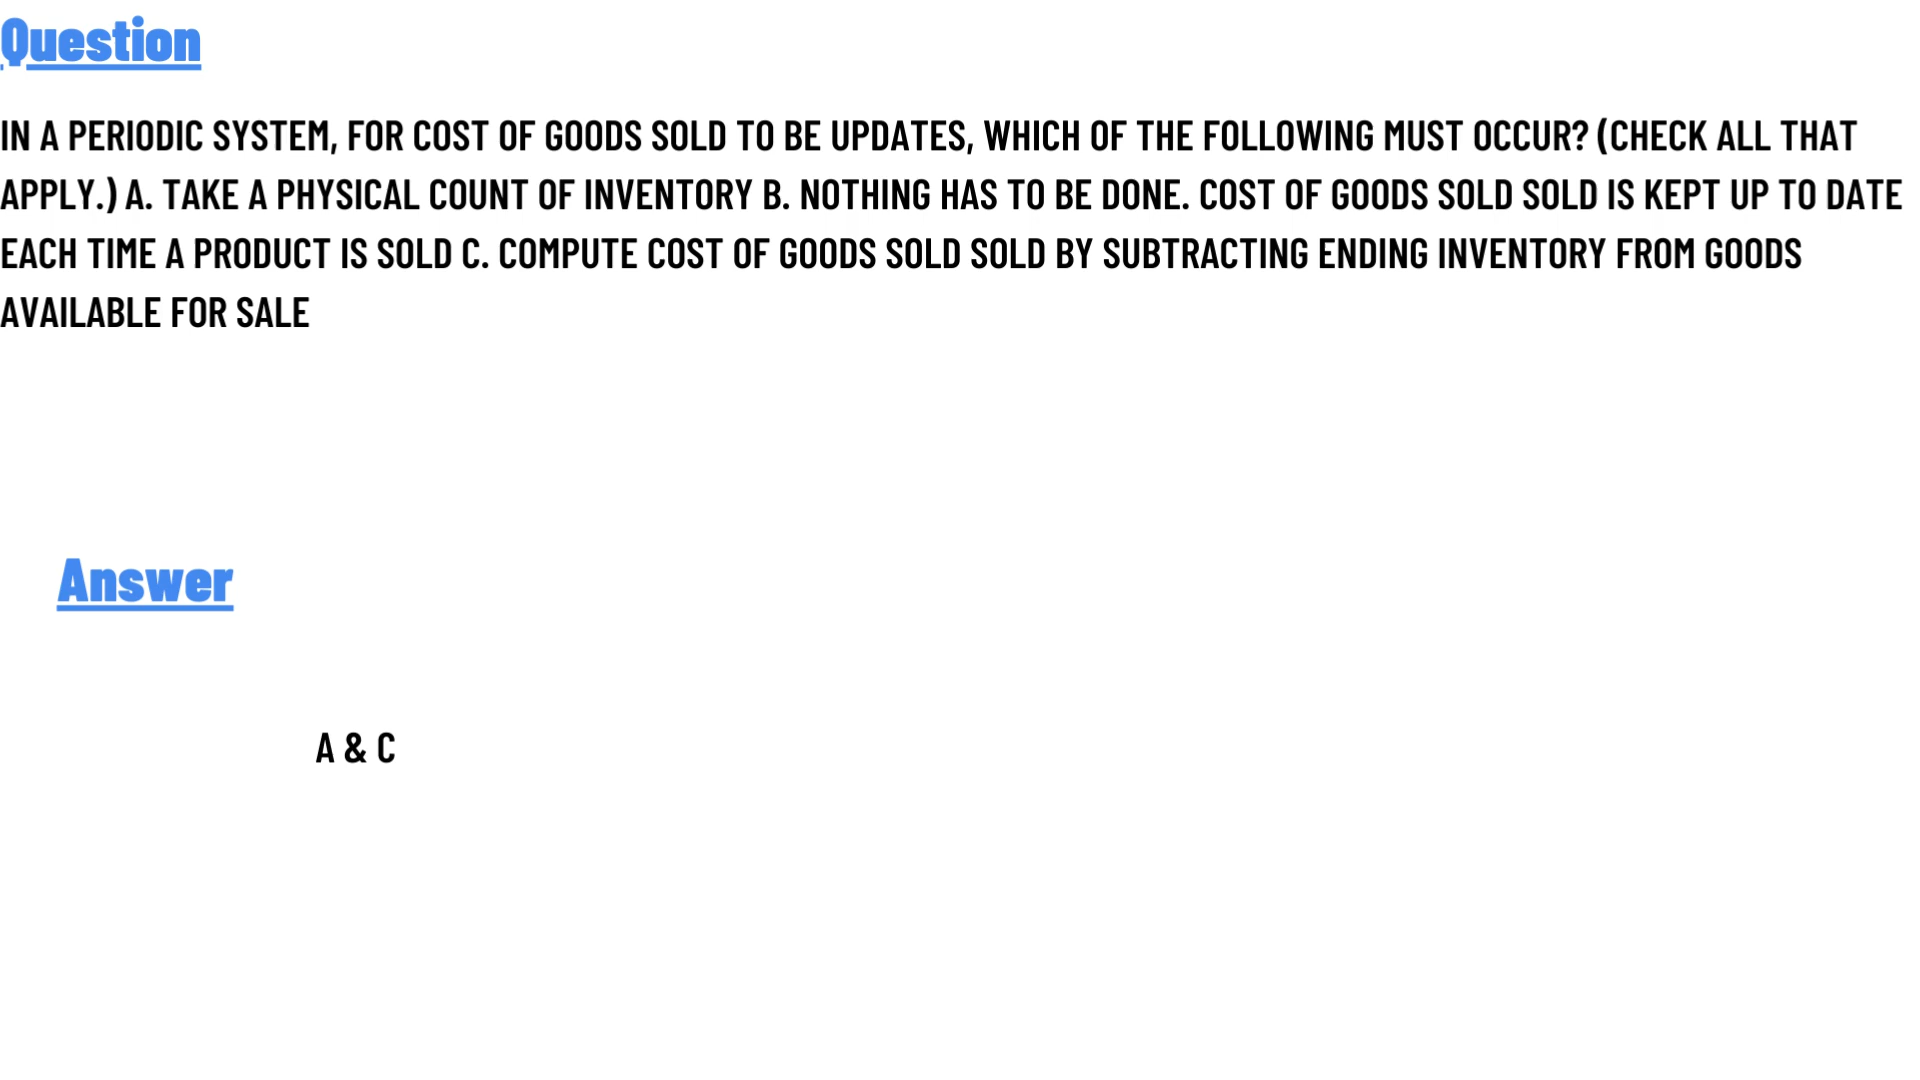 Question
IN A PERIODIC SYSTEM, FOR COST OF GOODS SOLD TO BE UPDATES, WHICH OF THE FOLLOWING MUST OCCUR? (CHECK ALL THAT
APPLY.) A. TAKE A PHYSICAL COUNT OF INVENTORY B. NOTHING HAS TO BE DONE. COST OF GOODS SOLD SOLD IS KEPT UP TO DATE
EACH TIME A PRODUCT IS SOLD C. COMPUTE COST OF GOODS SOLD SOLD BY SUBTRACTING ENDING INVENTORY FROM GOODS
AVAILABLE FOR SALE
Answer
A & C